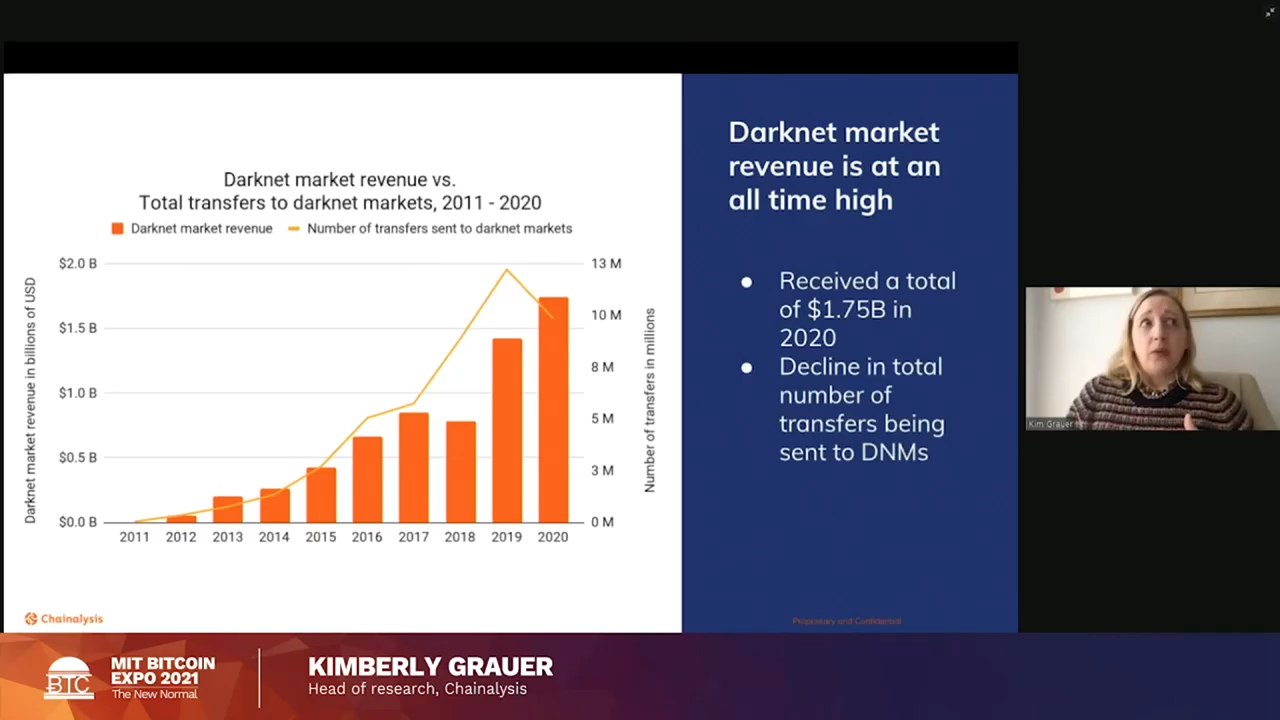 Darknet market revenue vs.
Total transfers to darknet markets, 2011 - 2020
Darknet market revenue
Number of transfers sent to darknet markets
Darknet market revenue in billions of USD
$2.0 B
$1.5 B
$1.0 B
$0.5 B
$0.0 B
13 M
10 M
8 M
5 M
3 M
0 M
Number of transfers in millions
2011 2012 2013 2014 2015 2016 2017 2018 2019 2020
Chainalysis
Darknet market
revenue is at an
all time high
● Received a total
of $1.75B in
2020
● Decline in total
number of
transfers being
sent to DNMs
Proprietary and Confidential
Kim Grauer
BTC
MIT BITCOIN
EXPO 2021
The New Normal
KIMBERLY GRAUER
Head of research, Chainalysis